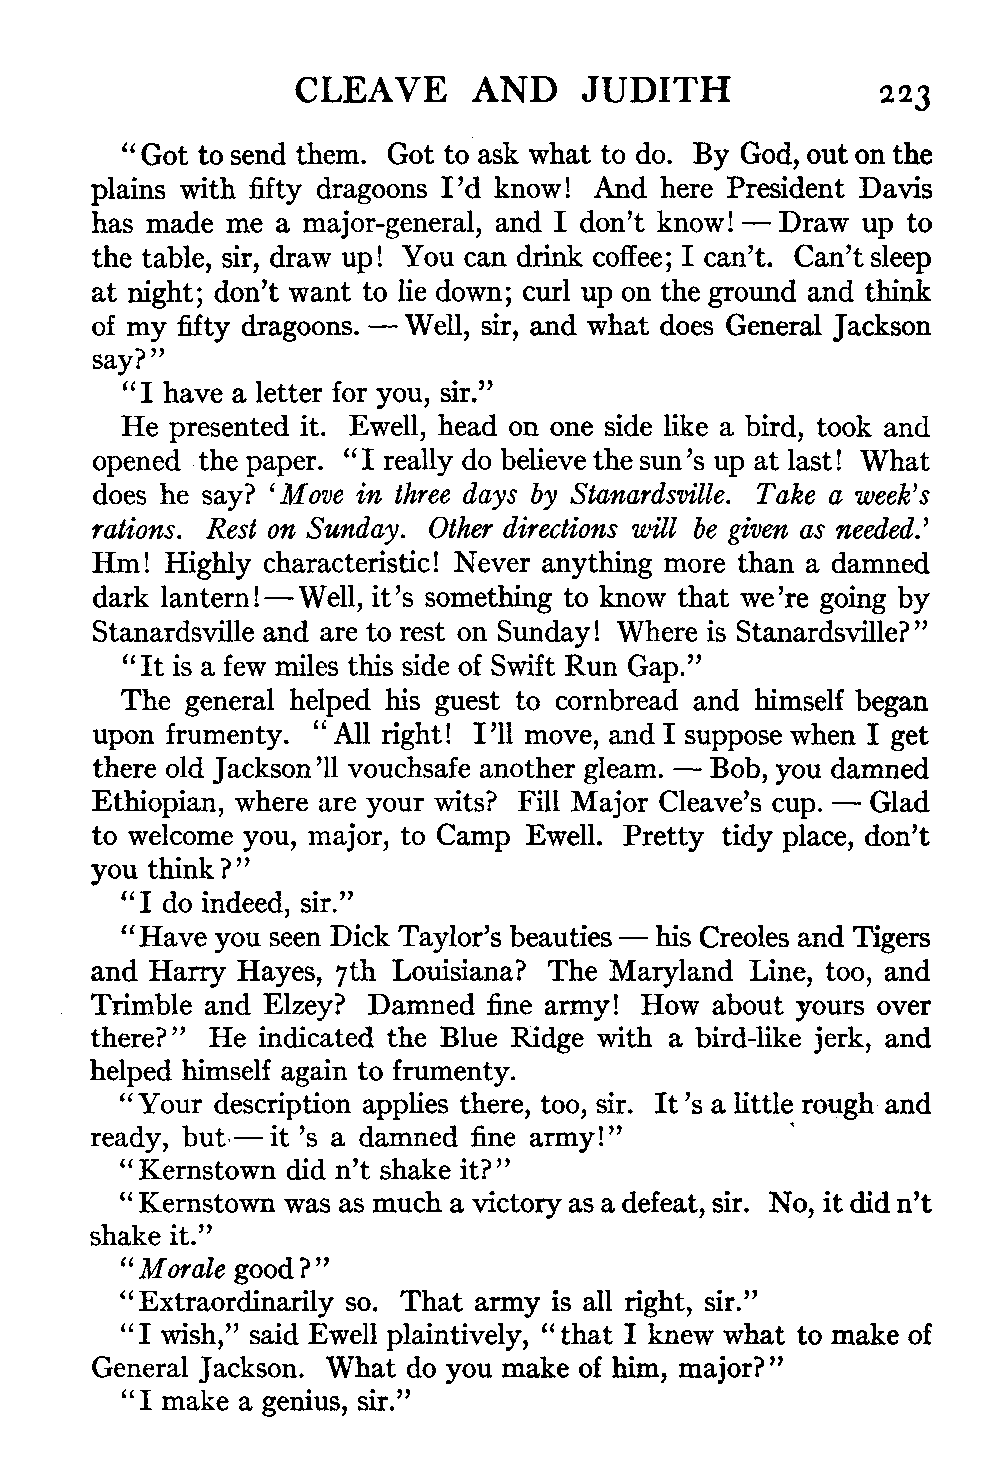 CLEAVE AND JUDITH 223
"Got to send them. Got to ask what to do. By God, out on the
plains with fifty dragoons I'd know! And here President Davis
has made me a major-general, and I don't know! — Draw up to
the table, sir, draw up! You can drink coffee; I can't. Can't sleep
at night; don't want to lie down; curl up on the ground and think
of my fifty dragoons. — Well, sir, and what does General Jackson
say?"
"I have a letter for you, sir."
He presented it. Ewell, head on one side like a bird, took and
opened the paper. "I really do believe the sun's up at last! What
does he say? 'Move in three days by Stanardsville. Take a week's
rations. Rest on Sunday. Other directions will be given as needed.'
Hm! Highly characteristic! Never anything more than a damned
dark lantern! — Well, it's something to know that we're going by
Stanardsville and are to rest on Sunday! Where is Stanardsville?"
"It is a few miles this side of Swift Run Gap."
The general helped his guest to cornbread and himself began
upon frumenty. "All right! I'll move, and I suppose when I get
there old Jackson'll vouchsafe another gleam. — Bob, you damned
Ethiopian, where are your wits? Fill Major Cleave's cup. — Glad
to welcome you, major, to Camp Ewell. Pretty tidy place, don't
you think?"
"I do indeed, sir."
"Have you seen Dick Taylor's beauties — his Creoles and Tigers
and Harry Hayes, 7th Louisiana? The Maryland Line, too, and
Trimble and Elzey? Damned fine army! How about yours over
there?" He indicated the Blue Ridge with a bird-like jerk, and
helped himself again to frumenty.
"Your description applies there, too, sir. It 's a little rough and
ready, but — it 's a damned fine army!"
"Kernstown did n't shake it?"
"Kernstown was as much a victory as a defeat, sir. No, it did n't
shake it."
"Morale good?"
"Extraordinarily so. That army is all right, sir."
"I wish," said Ewell plaintively, "that I knew what to make of
General Jackson. What do you make of him, major?"
"I make a genius, sir."